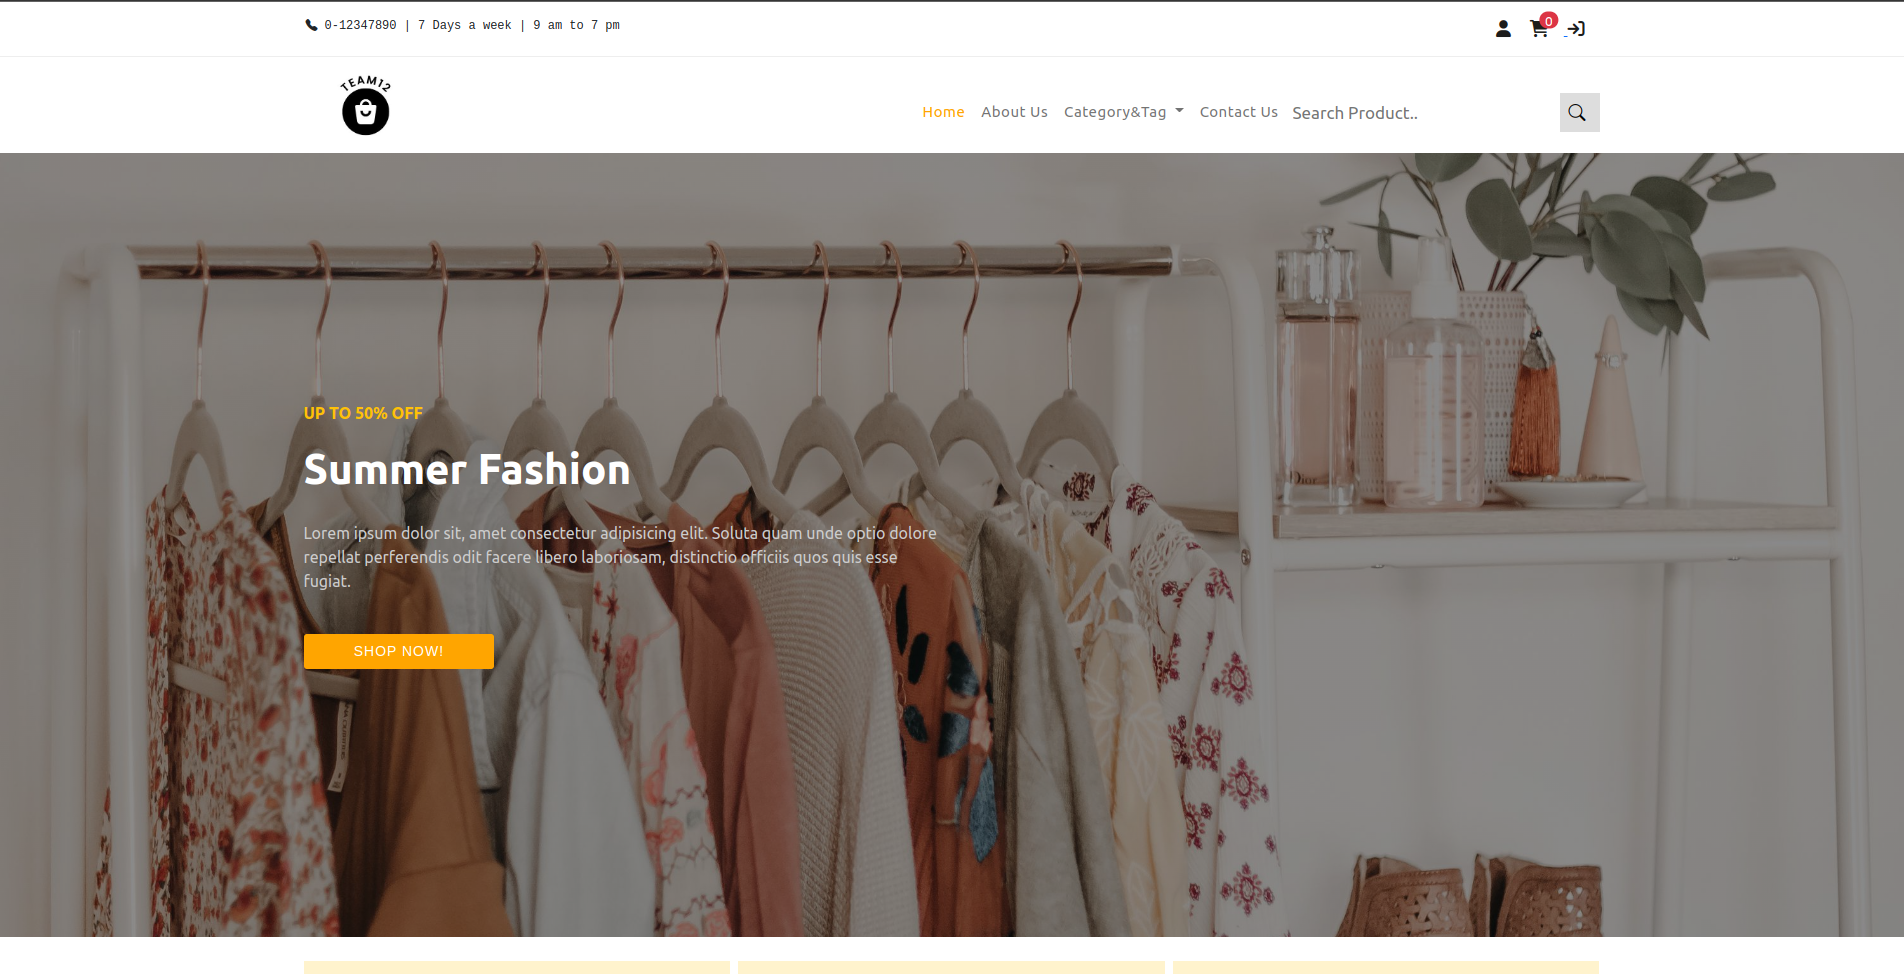 0-12347890 | 7 Days a week | 9 am to 7 pm
0
TEAM12
Home About Us Category&Tag Contact Us Search Product..
UP TO 50% OFF
Summer Fashion
Lorem ipsum dolor sit, amet consectetur adipisicing elit. Soluta quam unde optio dolore
repellat perferendis odit facere libero laboriosam, distinctio officiis quos quis esse
fugiat.
SHOP NOW!